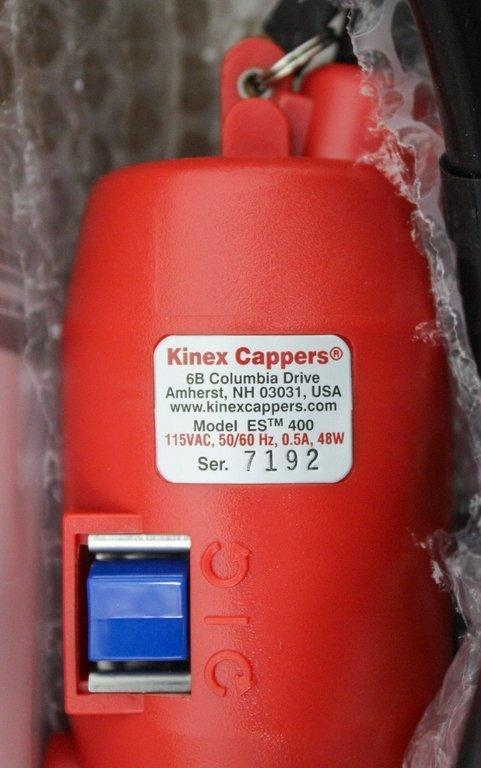 Kinex Cappers®
6B Columbia Drive
Amherst, NH 03031, USA
www.kinexcappers.com
Model ES™ 400
115VAC, 50/60 Hz, 0.5A, 48W
Ser. 7192